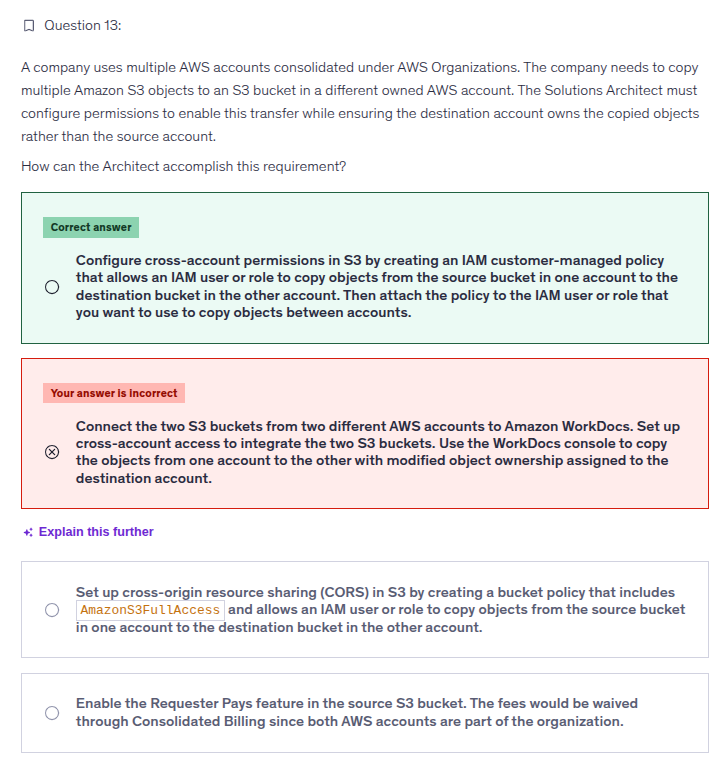 Question 13:
A company uses multiple AWS accounts consolidated under AWS Organizations. The company needs to copy
multiple Amazon S3 objects to an S3 bucket in a different owned AWS account. The Solutions Architect must
configure permissions to enable this transfer while ensuring the destination account owns the copied objects
rather than the source account.
How can the Architect accomplish this requirement?
Correct answer
Configure cross-account permissions in S3 by creating an IAM customer-managed policy
that allows an IAM user or role to copy objects from the source bucket in one account to the
destination bucket in the other account. Then attach the policy to the IAM user or role that
you want to use to copy objects between accounts.
Your answer is incorrect
Connect the two S3 buckets from two different AWS accounts to Amazon WorkDocs. Set up
cross-account access to integrate the two S3 buckets. Use the WorkDocs console to copy
the objects from one account to the other with modified object ownership assigned to the
destination account.
Explain this further
Set up cross-origin resource sharing (CORS) in S3 by creating a bucket policy that includes
AmazonS3FullAccess and allows an IAM user or role to copy objects from the source bucket
in one account to the destination bucket in the other account.
Enable the Requester Pays feature in the source S3 bucket. The fees would be waived
through Consolidated Billing since both AWS accounts are part of the organization.